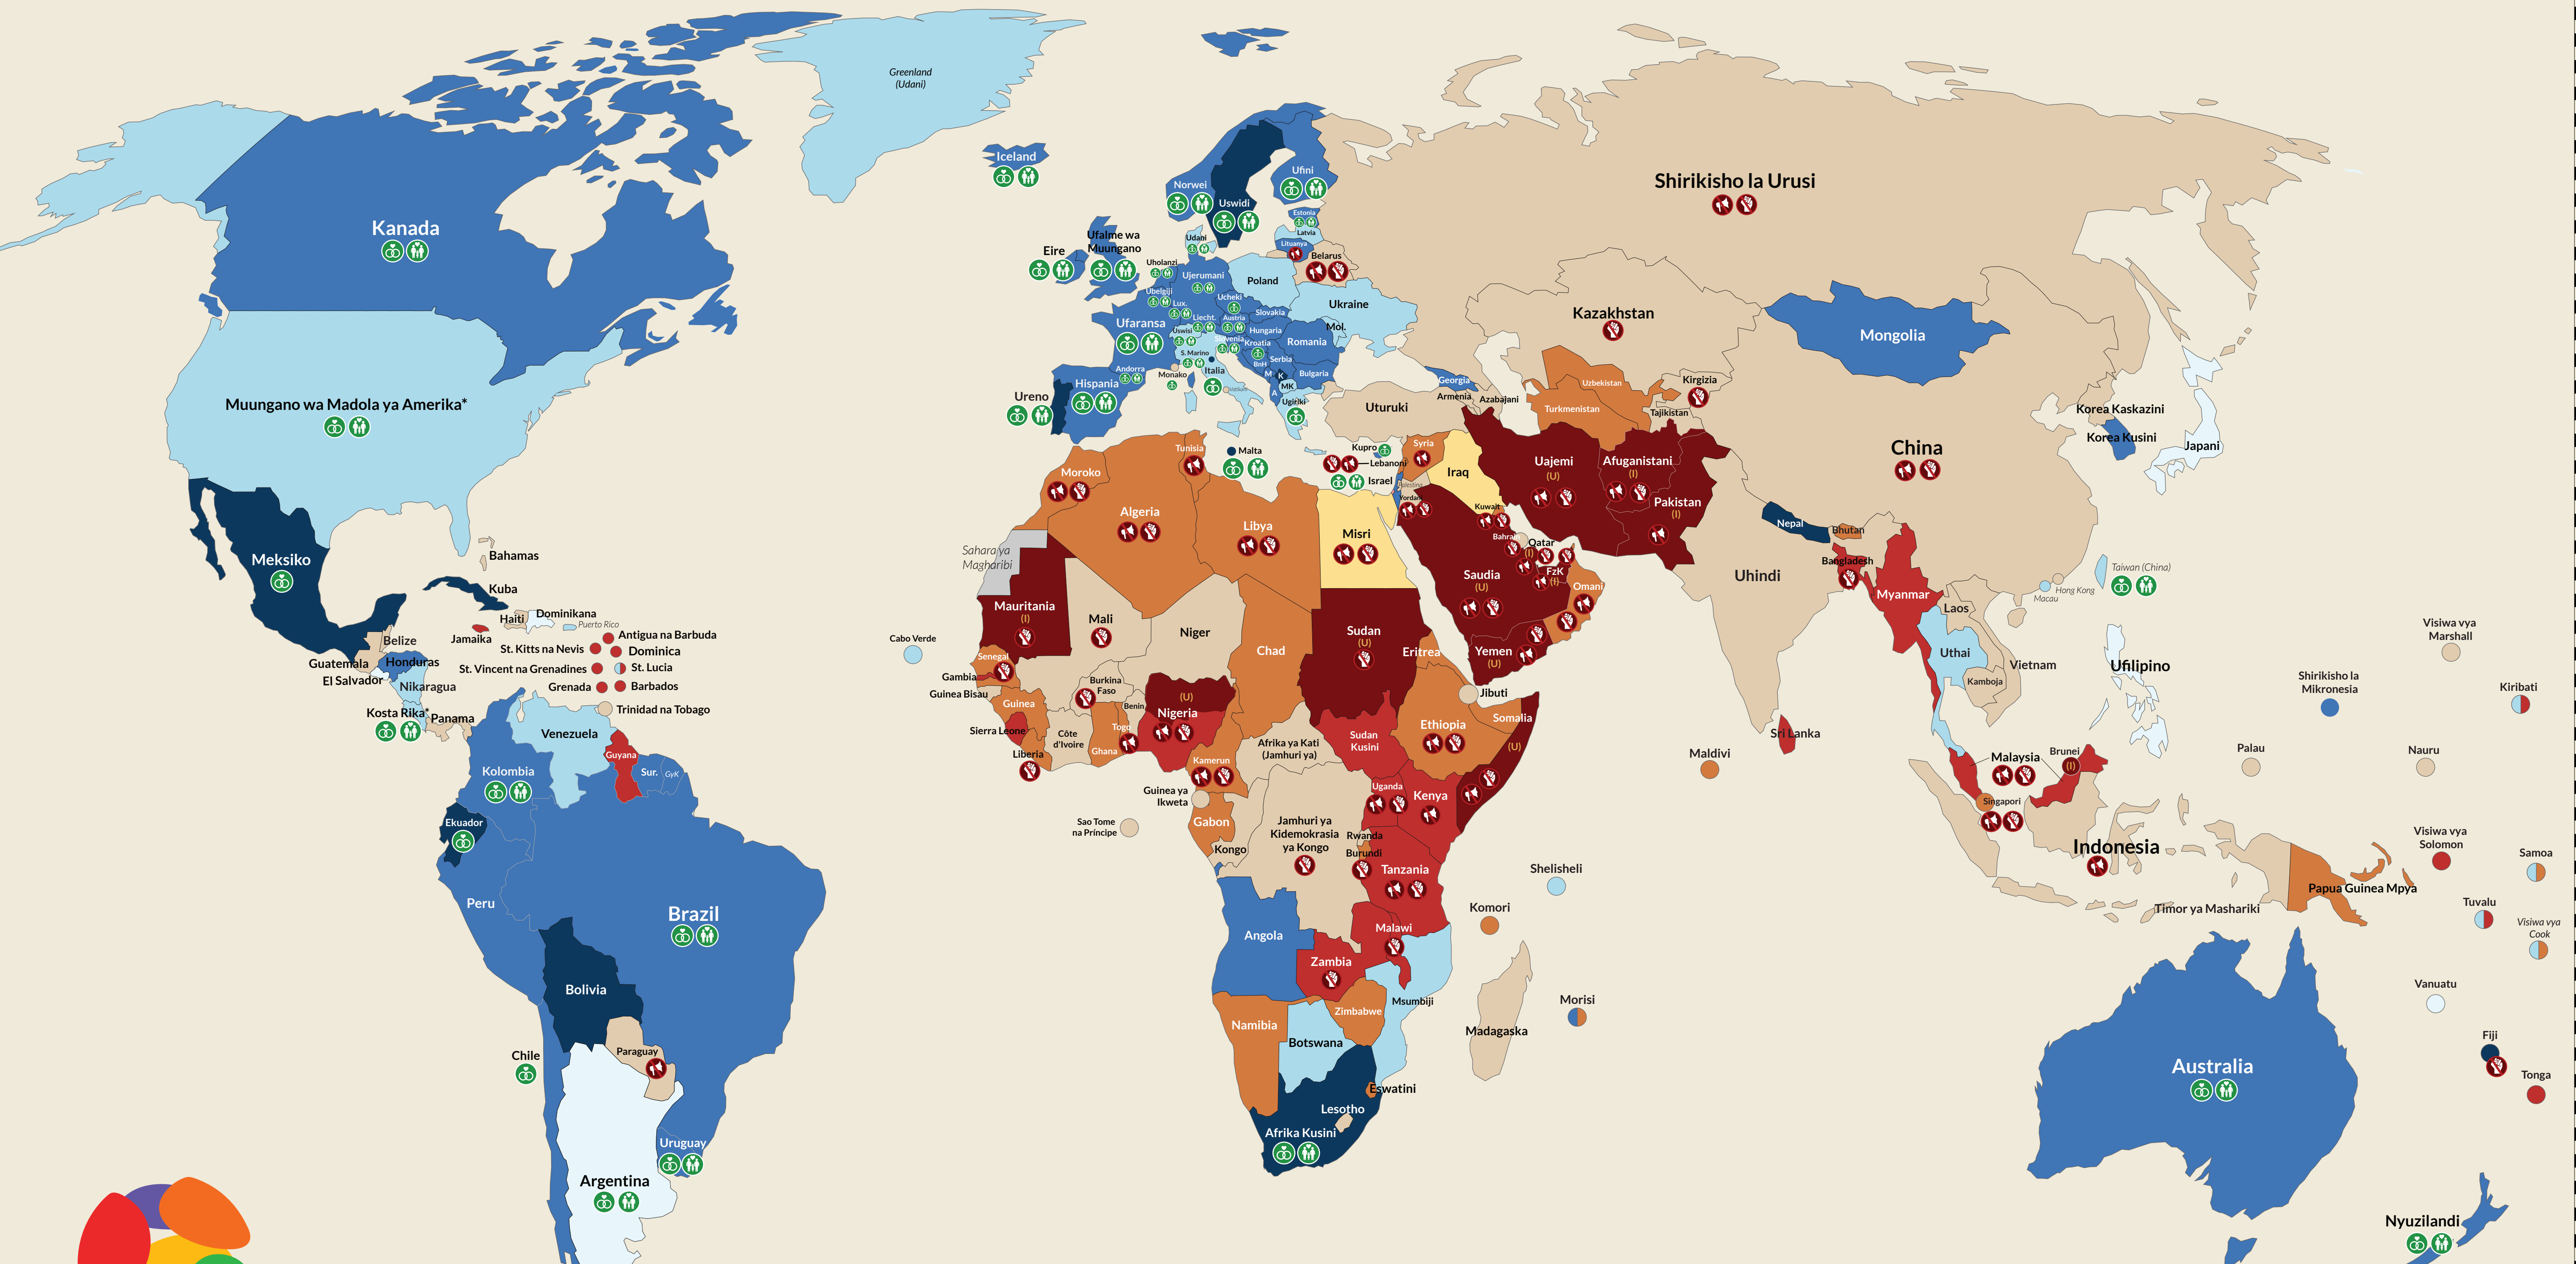 Greenland
(Udani)
Iceland
Kanada
Muungano wa Madola ya Amerika*
Meksiko
Bahamas
Kuba
Haiti
Dominikana
Puerto Rico
Jamaika
Belize
Guatemala
Honduras
El Salvador
Nikaragua
Kosta Rika*
Panama
Antigua na Barbuda
St. Kitts na Nevis
Dominica
St. Vincent na Grenadines
St. Lucia
Grenada
Barbados
Trinidad na Tobago
Venezuela
Guyana
Sur.
GyK
Kolombia
Ekuador
Peru
Brazil
Bolivia
Paraguay
Chile
Uruguay
Argentina
Norwei
Uswidi
Ufini
Estonia
Latvia
Lituanya
Belarus
Udani
Eire
Ufalme wa
Muungano
Uholanzi
Ujerumani
Poland
Ubelgiji
Lux.
Ucheki
Ukraine
Slovakia
Liecht.
Austria
Ufaransa
Uswisi
Hungaria
Mol.
Slovenia
Kroatia
Romania
S. Marino
BnH
Serbia
Andorra
Monako
Italia
M
K
Bulgaria
MK
A
Hispania
Ureno
Ugiriki
Malta
Kupro
Uturuki
Georgia
Armenia
Azabajani
Shirikisho la Urusi
Kazakhstan
Uzbekistan
Turkmenistan
Kirgizia
Tajikistan
Mongolia
China
Korea Kaskazini
Korea Kusini
Japani
Lebanoni
Israel
Palestina
Yordani
Syria
Iraq
Kuwait
Uajemi
(U)
Afuganistani
(I)
Pakistan
(I)
Bahrain
Qatar
(I)
FzK
(I)
Saudia
(U)
Omani
Yemen
(U)
Uhindi
Nepal
Bhutan
Bangladesh
Myanmar
Laos
Uthai
Vietnam
Kamboja
Macau
Hong Kong
Taiwan (China)
Ufilipino
Sri Lanka
Maldivi
Malaysia
Brunei
(I)
Singapori
Indonesia
Timor ya Mashariki
Papua Guinea Mpya
Moroko
Tunisia
Algeria
Libya
Misri
Sahara ya
Magharibi
Mauritania
(I)
Mali
Niger
Chad
Sudan
(U)
Eritrea
Jibuti
Cabo Verde
Senegal
Gambia
Guinea Bisau
Guinea
Sierra Leone
Liberia
Côte
d'Ivoire
Burkina
Faso
Ghana
Togo
Benin
(U)
Nigeria
Kamerun
Afrika ya Kati
(Jamhuri ya)
Sudan
Kusini
Ethiopia
Somalia
(U)
Guinea ya
Ikweta
Sao Tome
na Príncipe
Gabon
Kongo
Jamhuri ya
Kidemokrasia
ya Kongo
Uganda
Kenya
Rwanda
Burundi
Tanzania
Shelisheli
Komori
Angola
Zambia
Malawi
Msumbiji
Zimbabwe
Namibia
Botswana
Madagaska
Morisi
Eswatini
Lesotho
Afrika Kusini
Visiwa vya
Marshall
Shirikisho la
Mikronesia
Kiribati
Palau
Nauru
Visiwa vya
Solomon
Samoa
Tuvalu
Visiwa vya
Cook
Vanuatu
Fiji
Tonga
Australia
Nyuzilandi